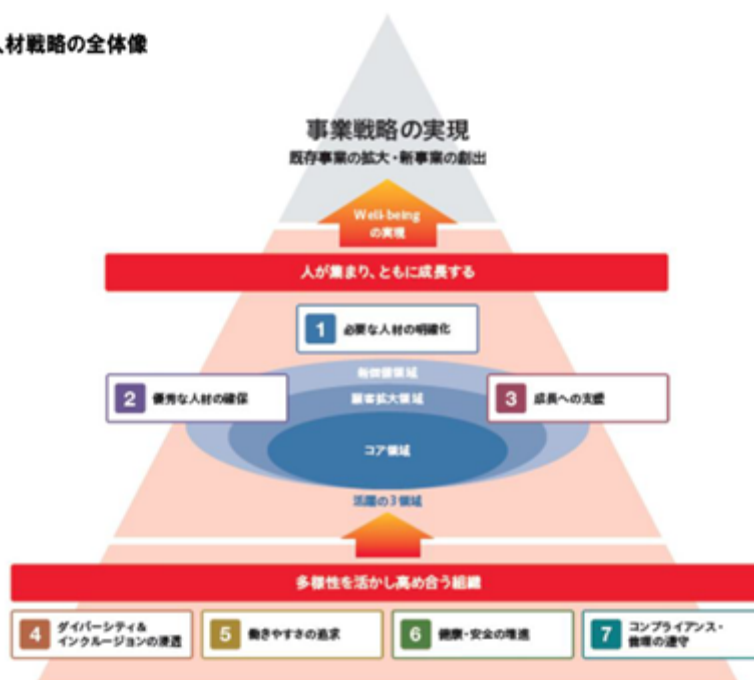 人材戦略の全体像
事業戦略の実現
既存事業の拡大・新事業の創出
Well-being
の実現
人が集まり、ともに成長する
1 必要な人材の明確化
2 優秀な人材の確保
3 成長への支援
新価値領域
顧客拡大領域
コア領域
活躍の3領域
多様性を活かし高め合う組織
4 ダイバーシティ&
インクルージョンの浸透
5 働きやすさの追求
6 健康・安全の増進
7 コンプライアンス・
倫理の遵守